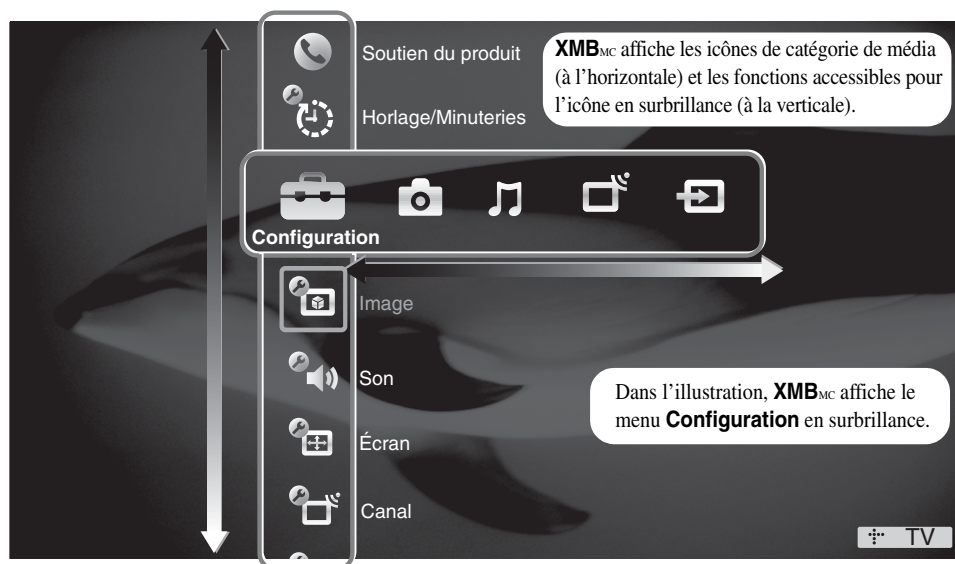 Soutien du produit
XMBMC affiche les icônes de catégorie de média
(à l'horizontale) et les fonctions accessibles pour
l'icône en surbrillance (à la verticale).
Horlage/Minuteries
Configuration
Image
Son
Dans l'illustration, XMBMC affiche le
menu Configuration en surbrillance.
Écran
Canal
TV